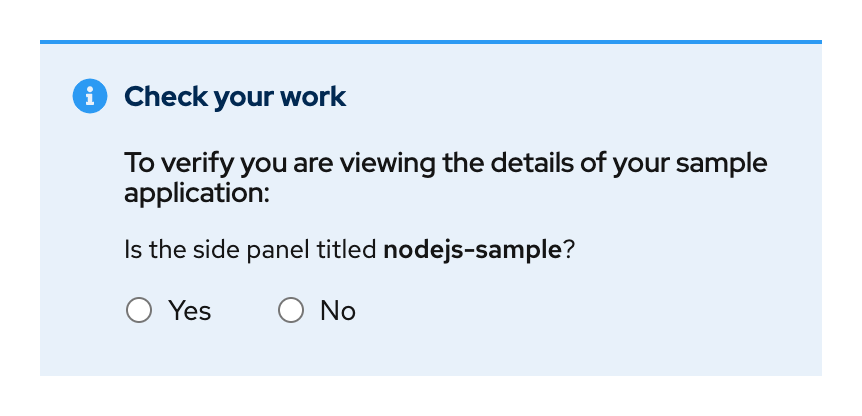 Check your work
To verify you are viewing the details of your sample
application:
Is the side panel titled nodejs-sample?
Yes No